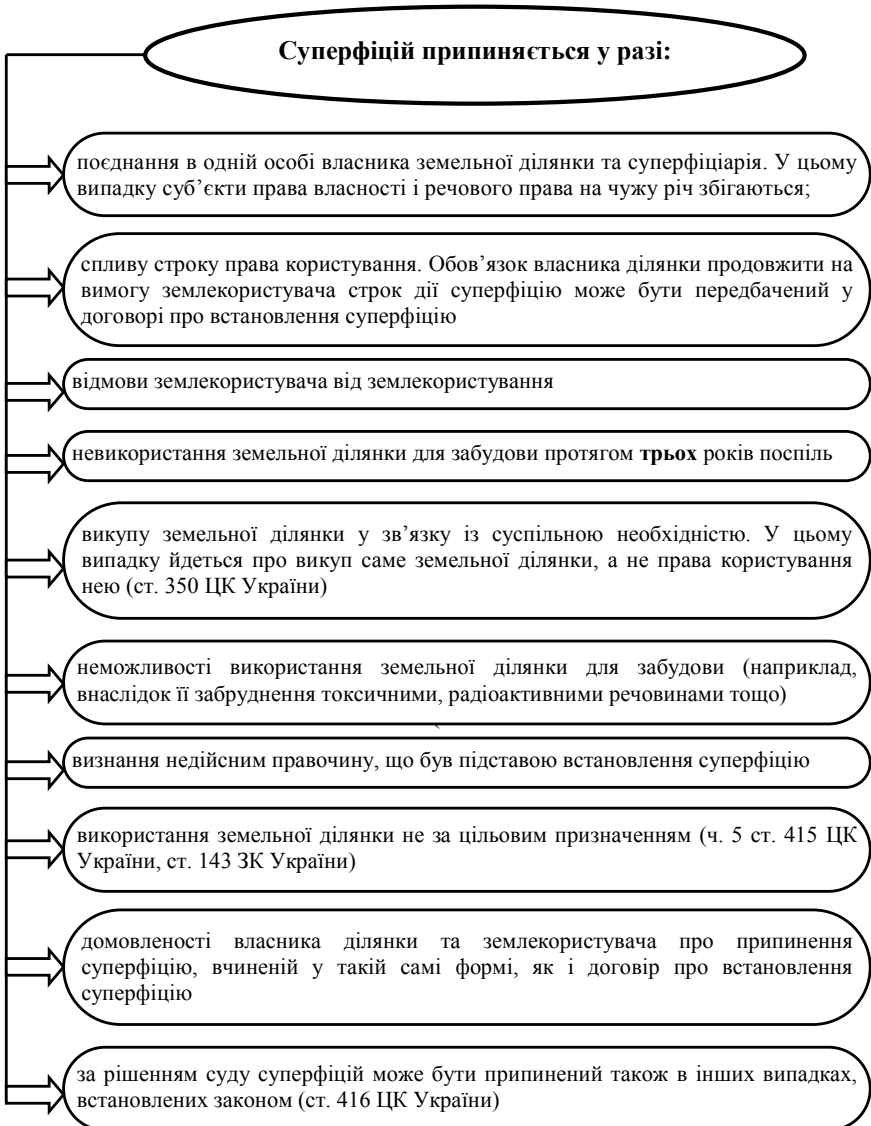 Суперфіцій припиняється у разі:
поєднання в одній особі власника земельної ділянки та суперфіціарія. У цьому
випадку суб’єкти права власності і речового права на чужу річ збігаються;
спливу строку права користування. Обов’язок власника ділянки продовжити на
вимогу землекористувача строк дії суперфіцію може бути передбачений у
договорі про встановлення суперфіцію
відмови землекористувача від землекористування
невикористання земельної ділянки для забудови протягом трьох років поспіль
викупу земельної ділянки у зв’язку із суспільною необхідністю. У цьому
випадку йдеться про викуп саме земельної ділянки, а не права користування
нею (ст. 350 ЦК України)
неможливості використання земельної ділянки для забудови (наприклад,
внаслідок її забруднення токсичними, радіоактивними речовинами тощо)
визнання недійсним правочину, що був підставою встановлення суперфіцію
використання земельної ділянки не за цільовим призначенням (ч. 5 ст. 415 ЦК
України, ст. 143 ЗК України)
домовленості власника ділянки та землекористувача про припинення
суперфіцію, вчиненій у такій самі формі, як і договір про встановлення
суперфіцію
за рішенням суду суперфіцій може бути припинений також в інших випадках,
встановлених законом (ст. 416 ЦК України)